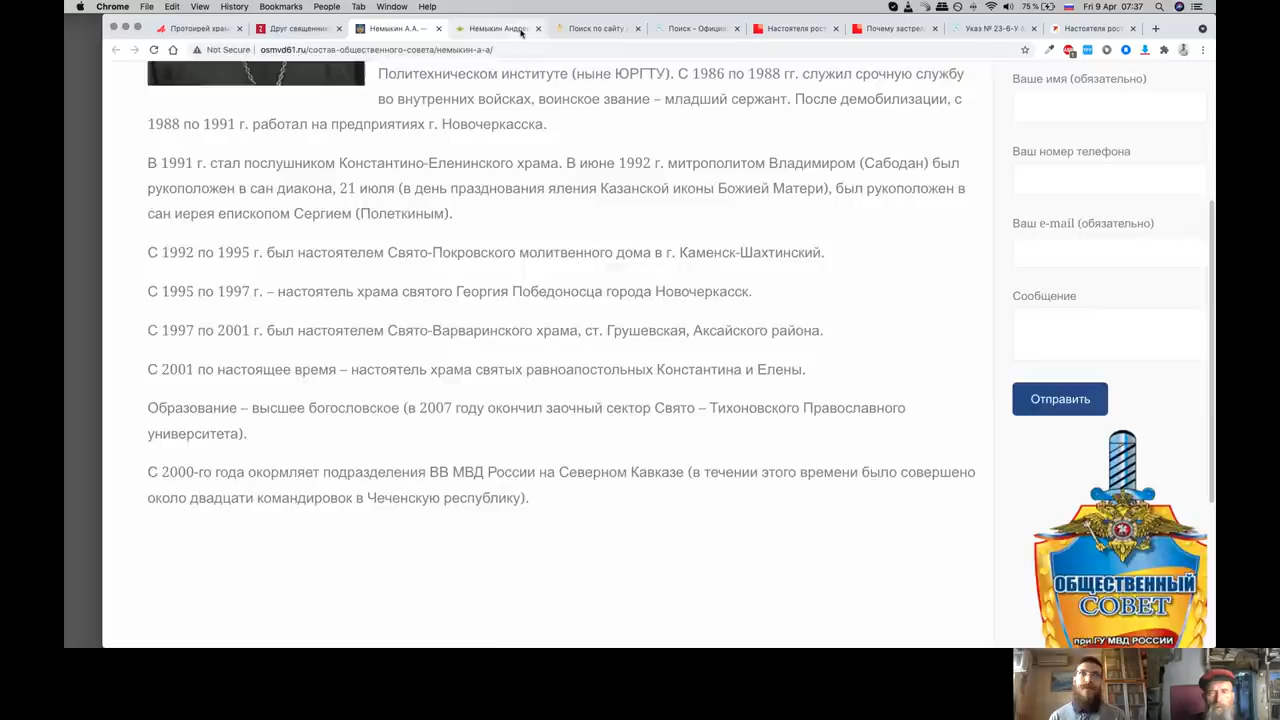 Chrome File Edit View History Bookmarks People Tab Window Help 75 % Fri 9 Apr 07:37
Протоирей храм Друг священник Немыкин А.А. — Немыкин Андре Поиск по сайту Поиск - Официа Настоятеля рост Почему застрел Указ № 23-6-У Настоятеля рост
Not Secure osmvd61.ru/состав-общественного-совета/немыкин-а-а/
Политехническом институте (ныне ЮРГТУ). С 1986 по 1988 гг. служил срочную службу
во внутренних войсках, воинское звание – младший сержант. После демобилизации, с
1988 по 1991 г. работал на предприятиях г. Новочеркасска.
В 1991 г. стал послушником Константино-Еленинского храма. В июне 1992 г. митрополитом Владимиром (Сабодан) был
рукоположен в сан диакона, 21 июля (в день празднования яления Казанской иконы Божией Матери), был рукоположен в
сан иерея епископом Сергием (Полеткиным).
С 1992 по 1995 г. был настоятелем Свято-Покровского молитвенного дома в г. Каменск-Шахтинский.
С 1995 по 1997 г. – настоятель храма святого Георгия Победоносца города Новочеркасск.
С 1997 по 2001 г. был настоятелем Свято-Варваринского храма, ст. Грушевская, Аксайского района.
С 2001 по настоящее время – настоятель храма святых равноапостольных Константина и Елены.
Образование – высшее богословское (в 2007 году окончил заочный сектор Свято – Тихоновского Православного
университета).
С 2000-го года окормляет подразделения ВВ МВД России на Северном Кавказе (в течении этого времени было совершено
около двадцати командировок в Чеченскую республику).
Ваше имя (обязательно)
Ваш номер телефона
Ваш e-mail (обязательно)
Сообщение
Отправить
ОБЩЕСТВЕННЫЙ
СОВЕТ
при ГУ МВД РОССИИ